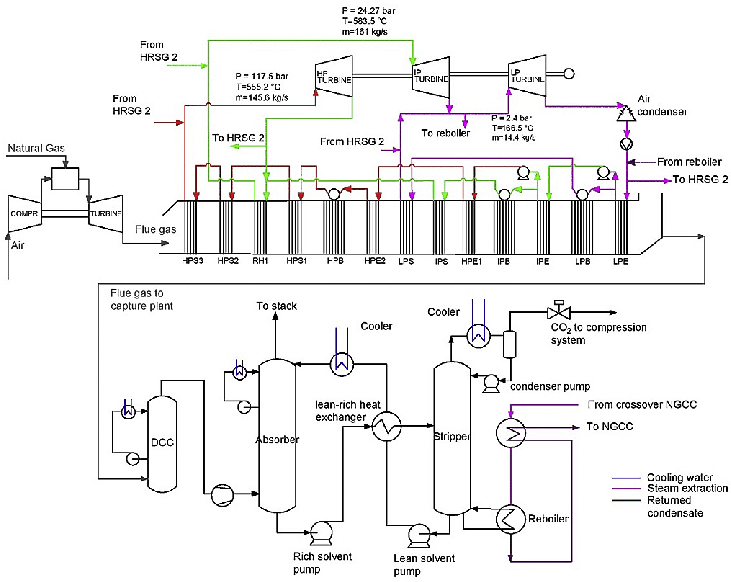 P = 24.27 bar
T=583.5 °C
m=161 kg/s
From
HRSG 2
P = 117.6 bar
T=555.2 °C
m=145.6 kg/s
HP
TURBINE
IP
TURBINE
LP
TURBINE
From
HRSG 2
Air
condenser
To HRSG 2
From HRSG 2
To reboiler
P = 2.4 bar
T=166.5 °C
m=14.4 kg/s
Natural Gas
From reboiler
To HRSG 2
COMPR
TURBINE
Flue gas
Air
HPS3
HPS2
RH1
HPS1
HPB
HPE2
LPS
IPS
HPE1
IPB
IPE
LPB
LPE
Flue gas to
capture plant
To stack
Cooler
Cooler
CO2 to compression
system
condenser pump
lean-rich heat
exchanger
From crossover NGCC
To NGCC
DCC
Absorber
Stripper
Reboiler
Cooling water
Steam extraction
Returned
condensate
Rich solvent
pump
Lean solvent
pump